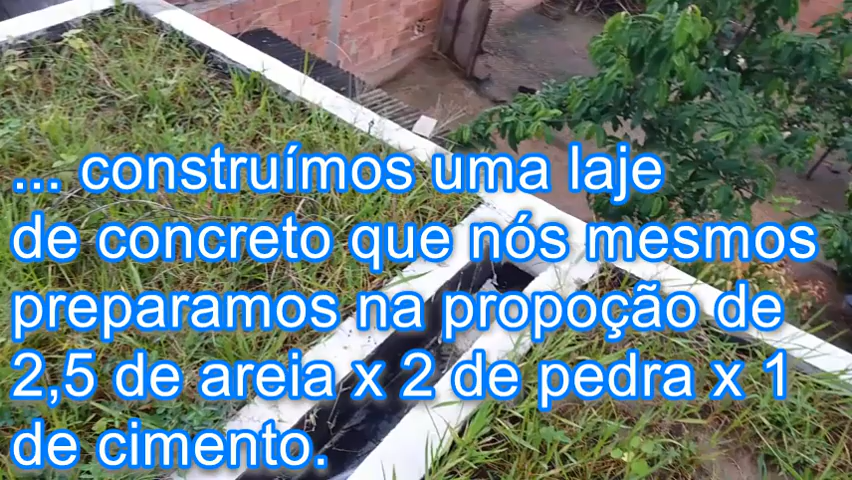 ... construímos uma laje
de concreto que nós mesmos
preparamos na propoção de
2,5 de areia x 2 de pedra x 1
de cimento.